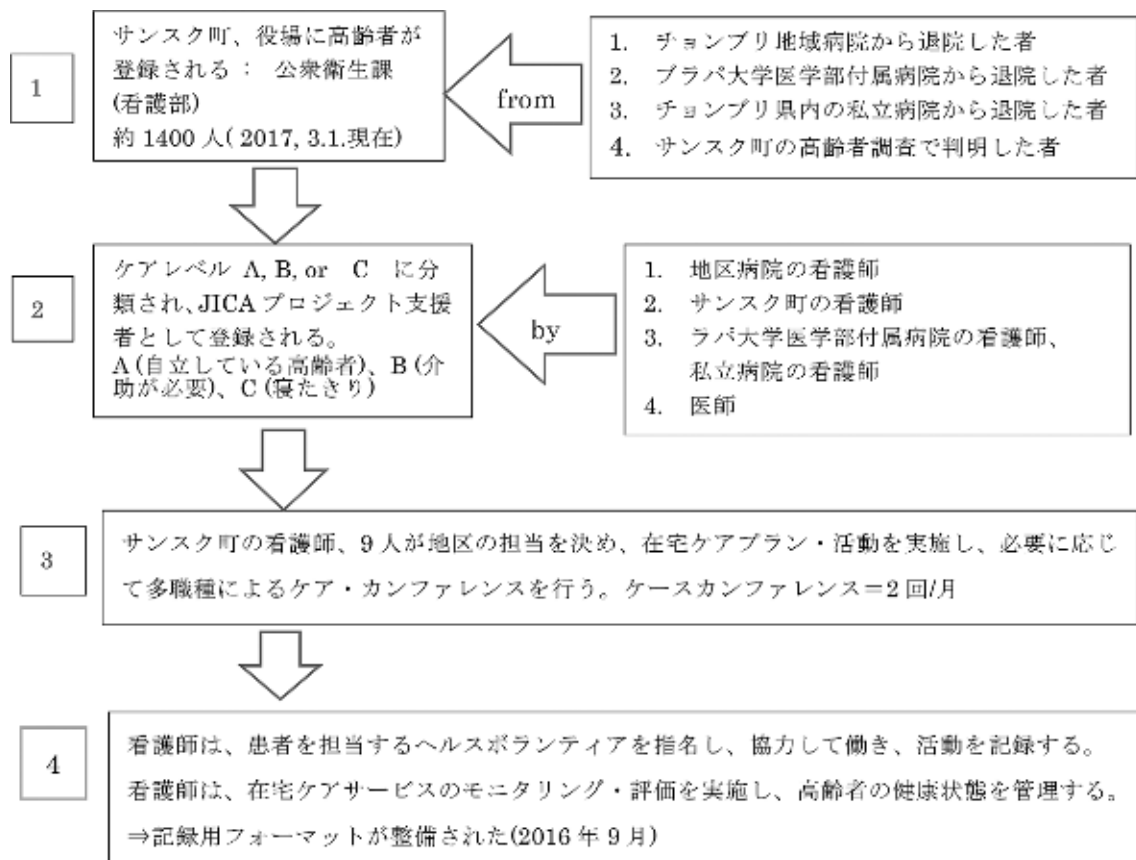 1
サンスク町、役場に高齢者が
登録される： 公衆衛生課
(看護部)
約 1400 人( 2017, 3.1.現在)
from
1. チョンブリ地域病院から退院した者
2. ブラパ大学医学部付属病院から退院した者
3. チョンブリ県内の私立病院から退院した者
4. サンスク町の高齢者調査で判明した者
2
ケアレベル A, B, or C に分
類され、JICA プロジェクト支援
者として登録される。
A (自立している高齢者)、B (介
助が必要)、C (寝たきり)
by
1. 地区病院の看護師
2. サンスク町の看護師
3. ラパ大学医学部付属病院の看護師、
私立病院の看護師
4. 医師
3
サンスク町の看護師、9 人が地区の担当を決め、在宅ケアプラン・活動を実施し、必要に応じ
て多職種によるケア・カンファレンスを行う。ケースカンファレンス＝2 回/月
4
看護師は、患者を担当するヘルスボランティアを指名し、協力して働き、活動を記録する。
看護師は、在宅ケアサービスのモニタリング・評価を実施し、高齢者の健康状態を管理する。
⇒記録用フォーマットが整備された(2016 年 9 月)